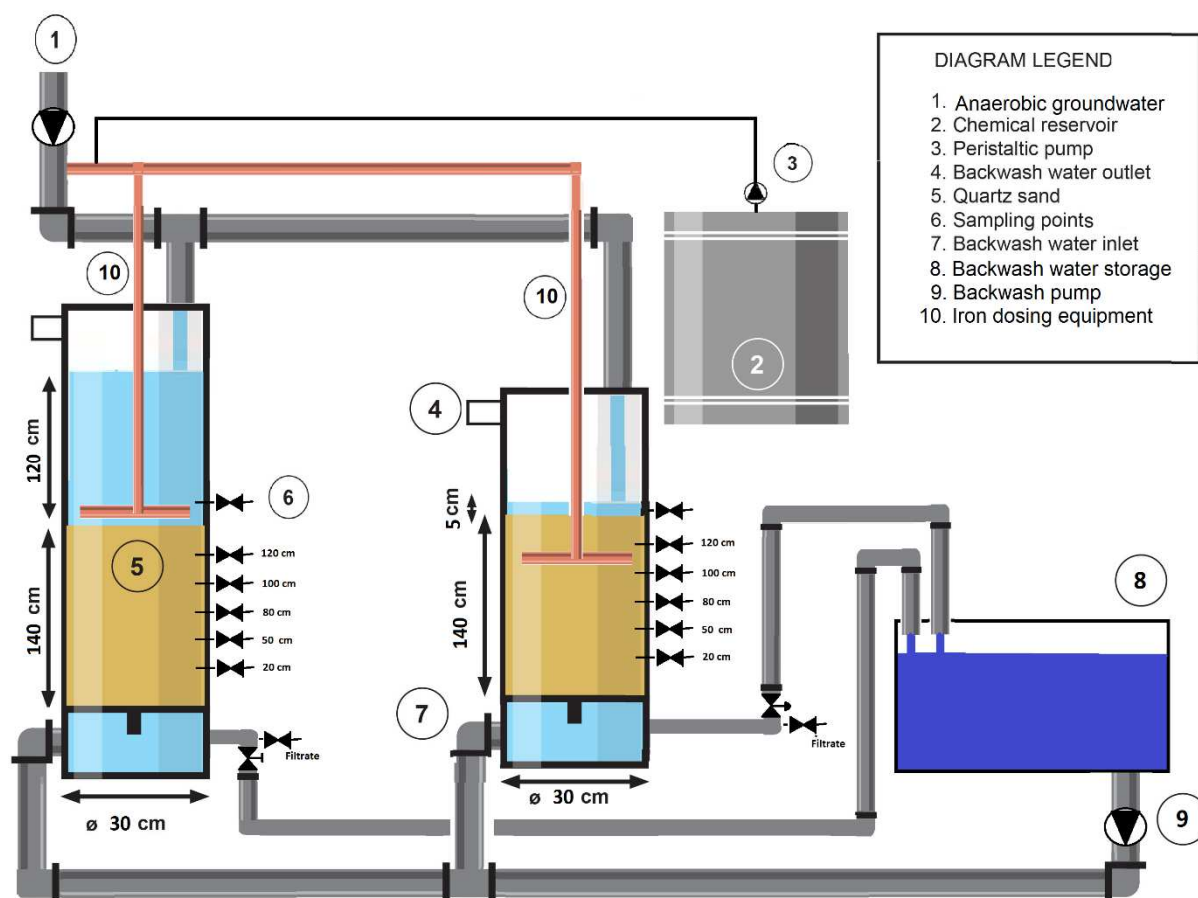 1
DIAGRAM LEGEND
1. Anaerobic groundwater
2. Chemical reservoir
3. Peristaltic pump
4. Backwash water outlet
5. Quartz sand
6. Sampling points
7. Backwash water inlet
8. Backwash water storage
9. Backwash pump
10. Iron dosing equipment
3
10
10
2
4
120 cm
6
5 cm
5
120 cm
100 cm
80 cm
50 cm
20 cm
140 cm
120 cm
100 cm
80 cm
50 cm
20 cm
140 cm
8
7
Filtrate
Filtrate
ø 30 cm
ø 30 cm
9